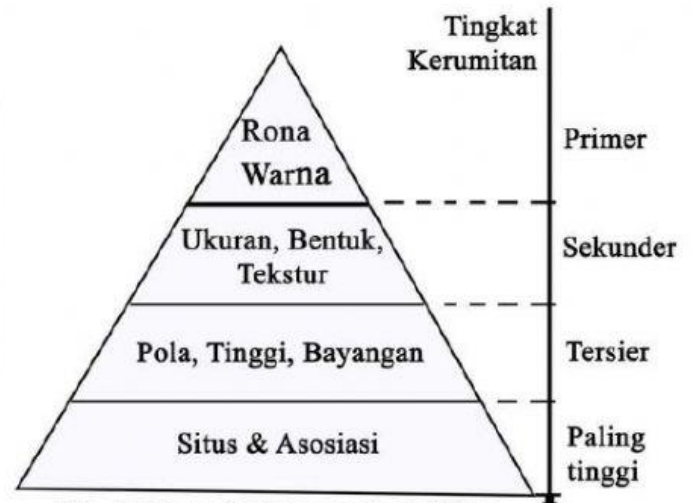 Tingkat
Kerumitan
Rona
Warna
Primer
Ukuran, Bentuk,
Tekstur
Sekunder
Pola, Tinggi, Bayangan
Tersier
Situs & Asosiasi
Paling
tinggi